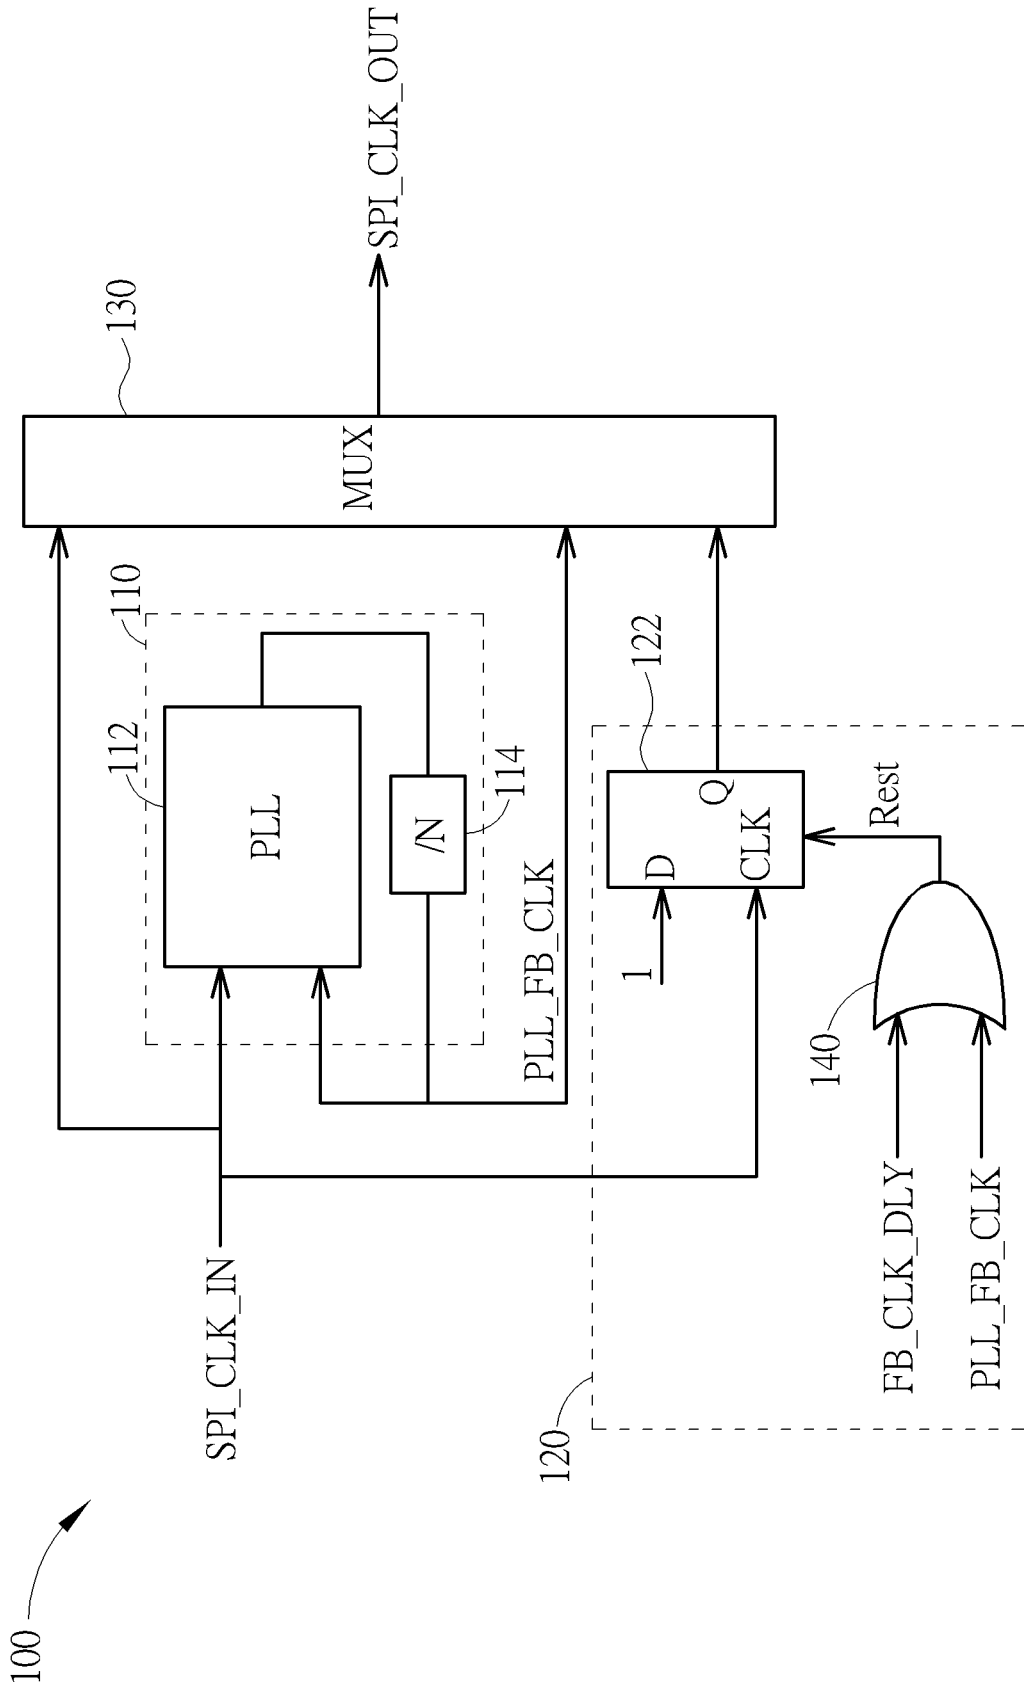 100
SPI_CLK_IN
110
112
PLL
/N
114
PLL_FB_CLK
130
MUX
SPI_CLK_OUT
120
122
1
D
Q
CLK
Rest
140
FB_CLK_DLY
PLL_FB_CLK